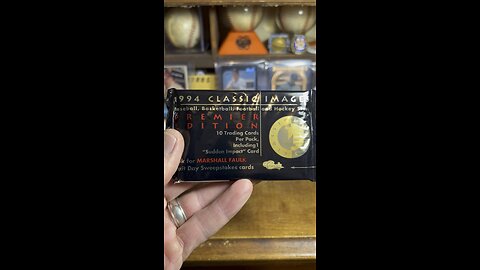 1994 CLASSIC IMAGES
Baseball, Basketball, Football and Hockey
PREMIER
EDITION
10 Trading Cards
Per Pack,
Including 1
"Sudden Impact" Card
for MARSHALL FAULK
Day Sweepstakes cards